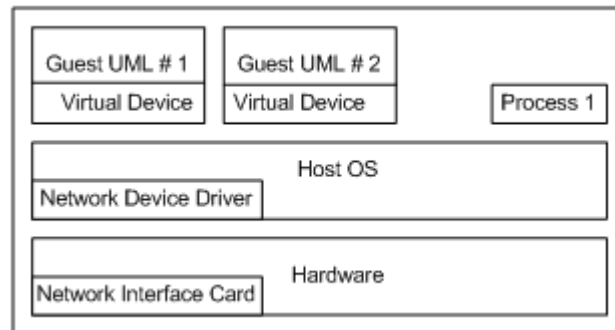 Guest UML # 1
Virtual Device
Guest UML # 2
Virtual Device
Process 1
Host OS
Network Device Driver
Hardware
Network Interface Card